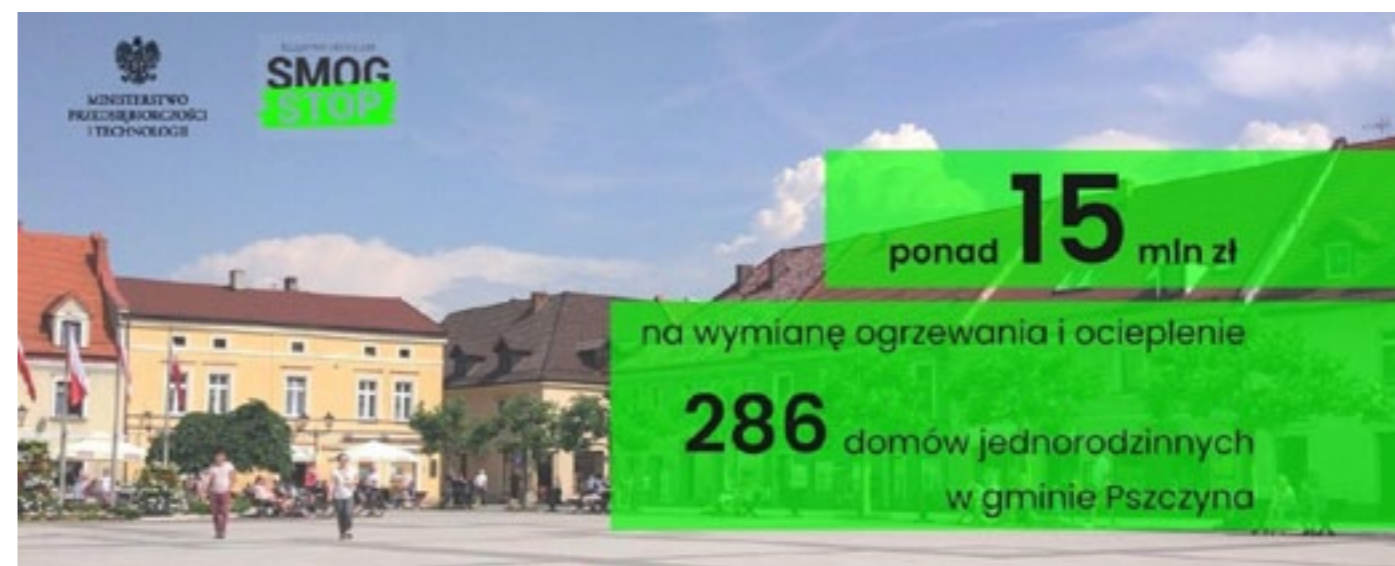 MINISTERSTWO
PRZEDSIĘBIORCZOŚCI
I TECHNOLOGII
SMOG
STOP
ponad 15 mln zł
na wymianę ogrzewania i ocieplenie
286 domów jednorodzinnych
w gminie Pszczyna